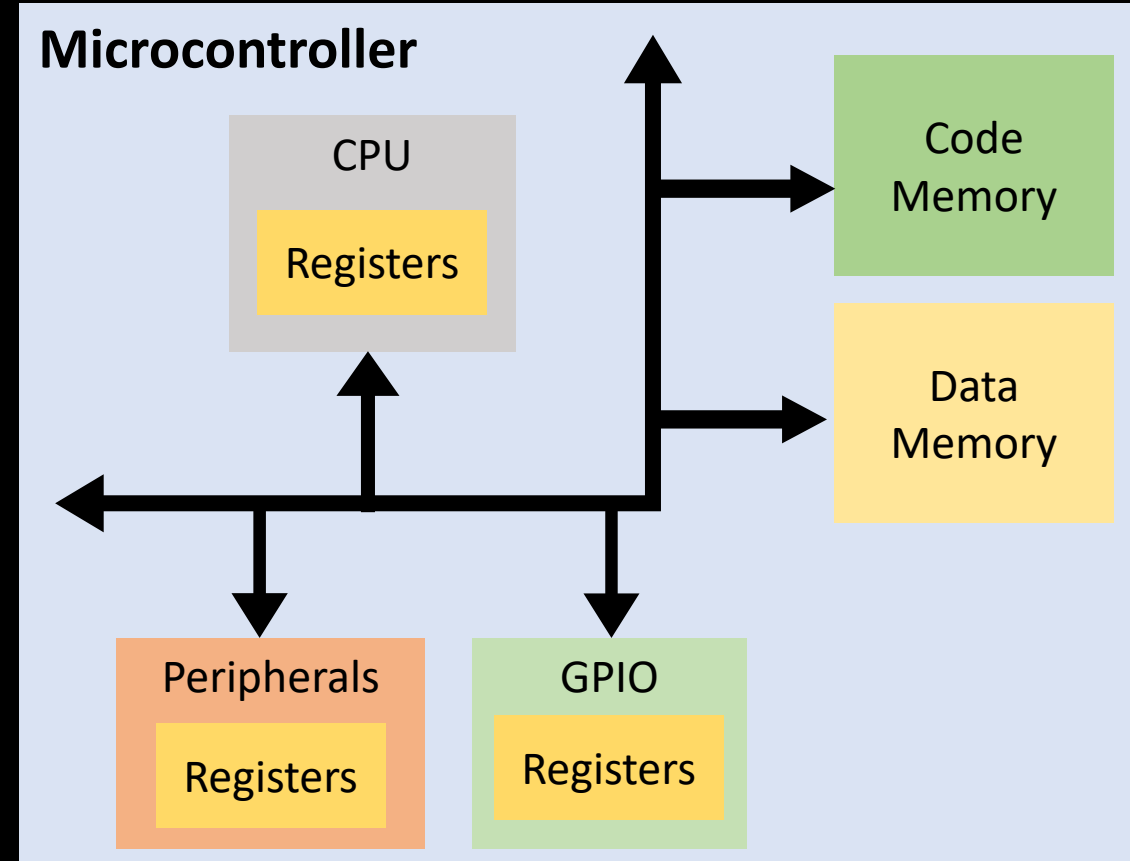 Microcontroller
CPU
Registers
Code
Memory
Data
Memory
Peripherals
Registers
GPIO
Registers